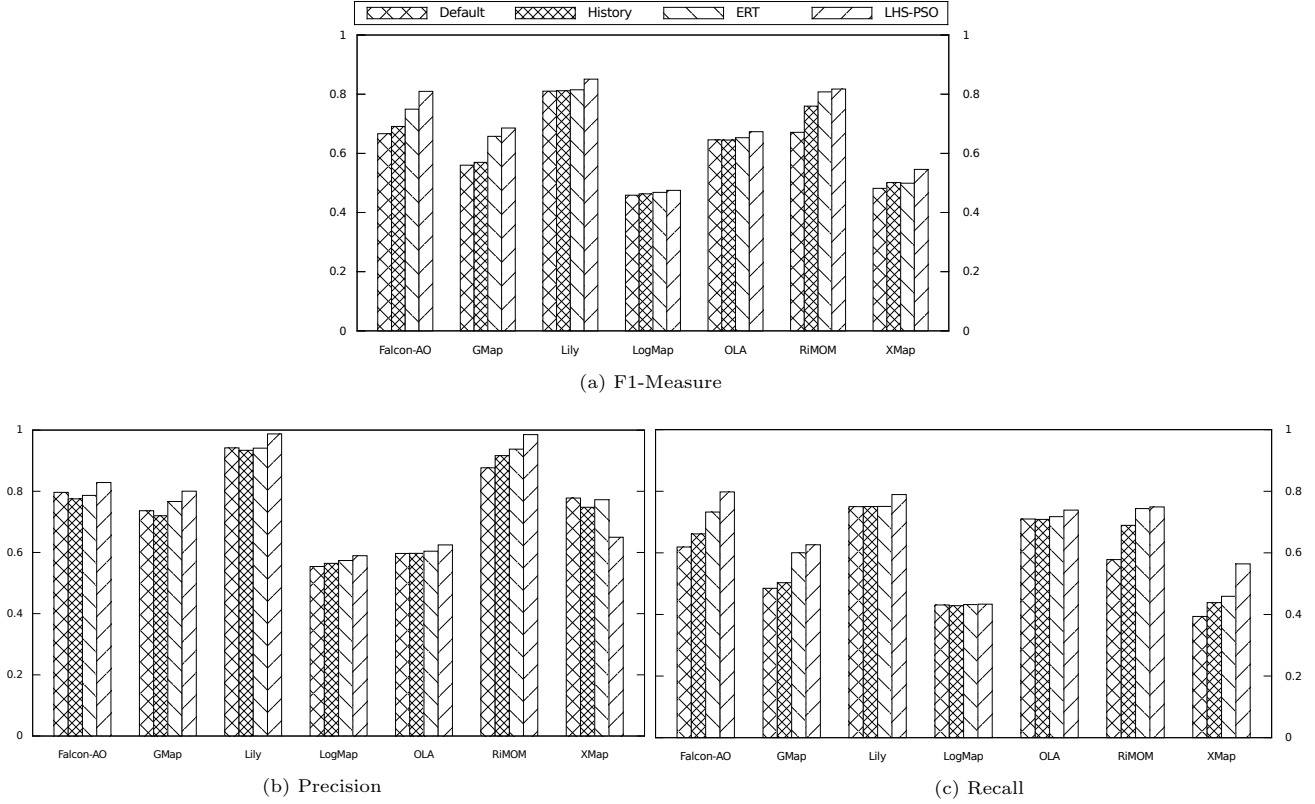 Default History ERT LHS-PSO
1 1
0.8 0.8
0.6 0.6
0.4 0.4
0.2 0.2
0 0
Falcon-AO GMap Lily LogMap OLA RiMOM XMap
(a) F1-Measure
1 1
0.8 0.8
0.6 0.6
0.4 0.4
0.2 0.2
0 0
Falcon-AO GMap Lily LogMap OLA RiMOM XMap Falcon-AO GMap Lily LogMap OLA RiMOM XMap
(b) Precision (c) Recall